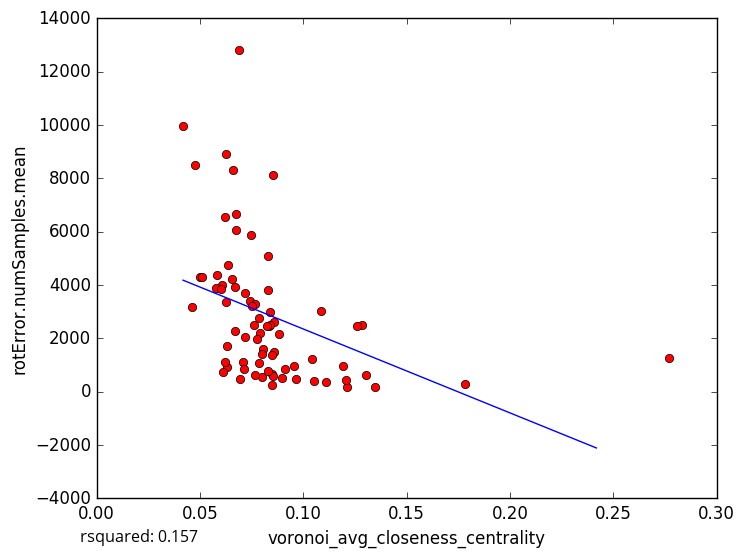 14000
12000
10000
8000
6000
4000
2000
0
−2000
−4000
rotError.numSamples.mean
0.00 0.05 0.10 0.15 0.20 0.25 0.30
rsquared: 0.157
voronoi_avg_closeness_centrality